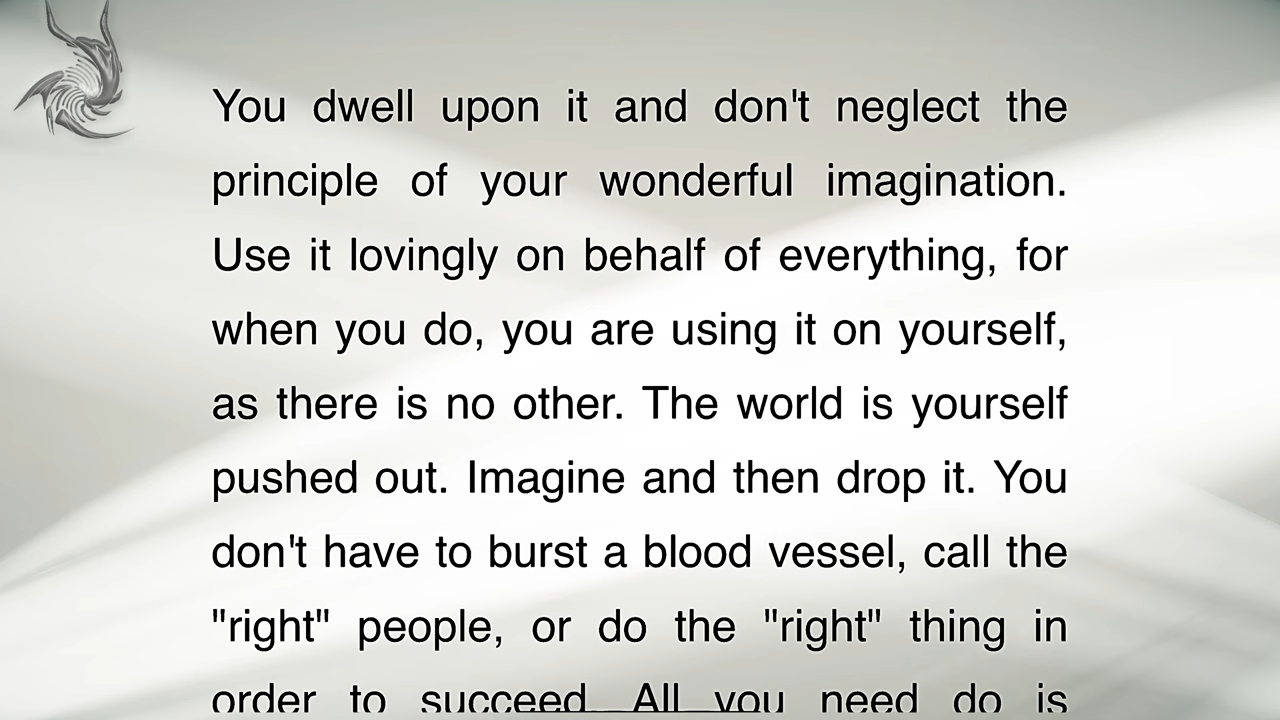 You dwell upon it and don't neglect the
principle of your wonderful imagination.
Use it lovingly on behalf of everything, for
when you do, you are using it on yourself,
as there is no other. The world is yourself
pushed out. Imagine and then drop it. You
don't have to burst a blood vessel, call the
"right" people, or do the "right" thing in
order to succeed. All you need do is